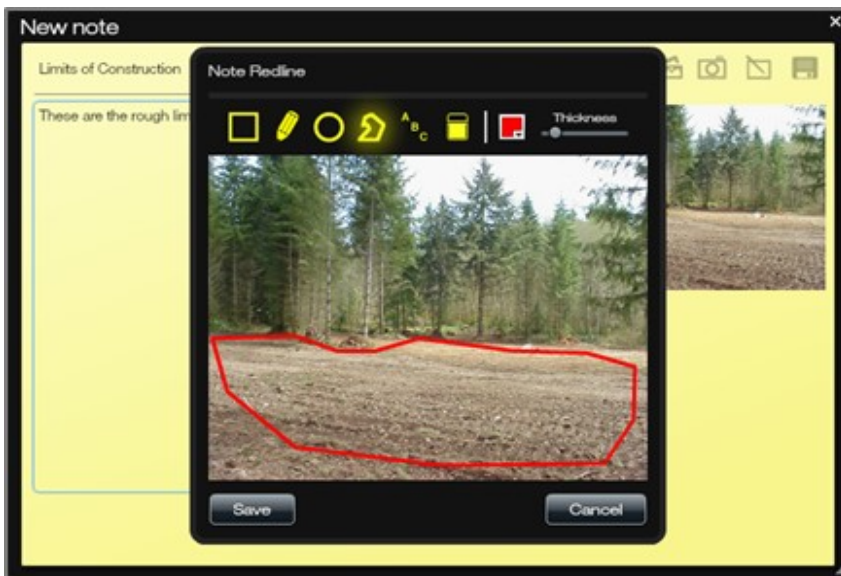 New note
Limits of Construction
Note Redline
These are the rough lim
A B C
Thickness
Save
Cancel